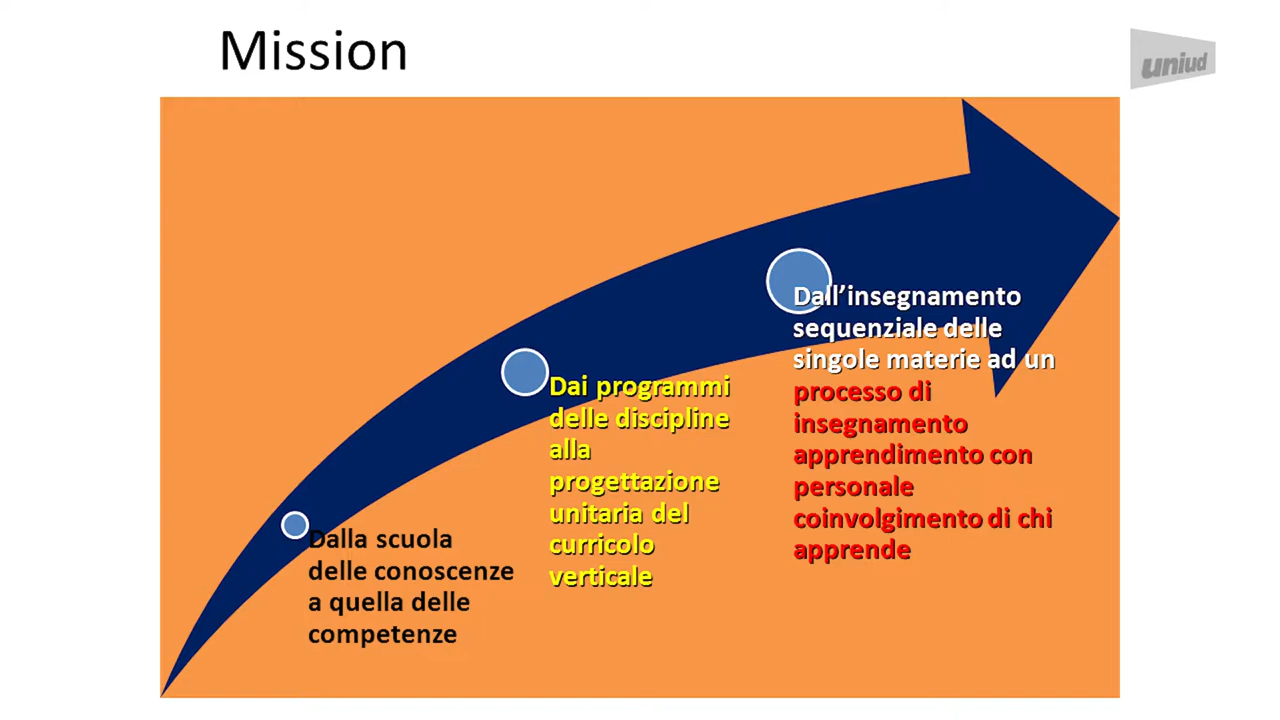 Mission
uniud
Dalla scuola
delle conoscenze
a quella delle
competenze
Dai programmi
delle discipline
alla
progettazione
unitaria del
curricolo
verticale
Dall’insegnamento
sequenziale delle
singole materie ad un
processo di
insegnamento
apprendimento con
personale
coinvolgimento di chi
apprende